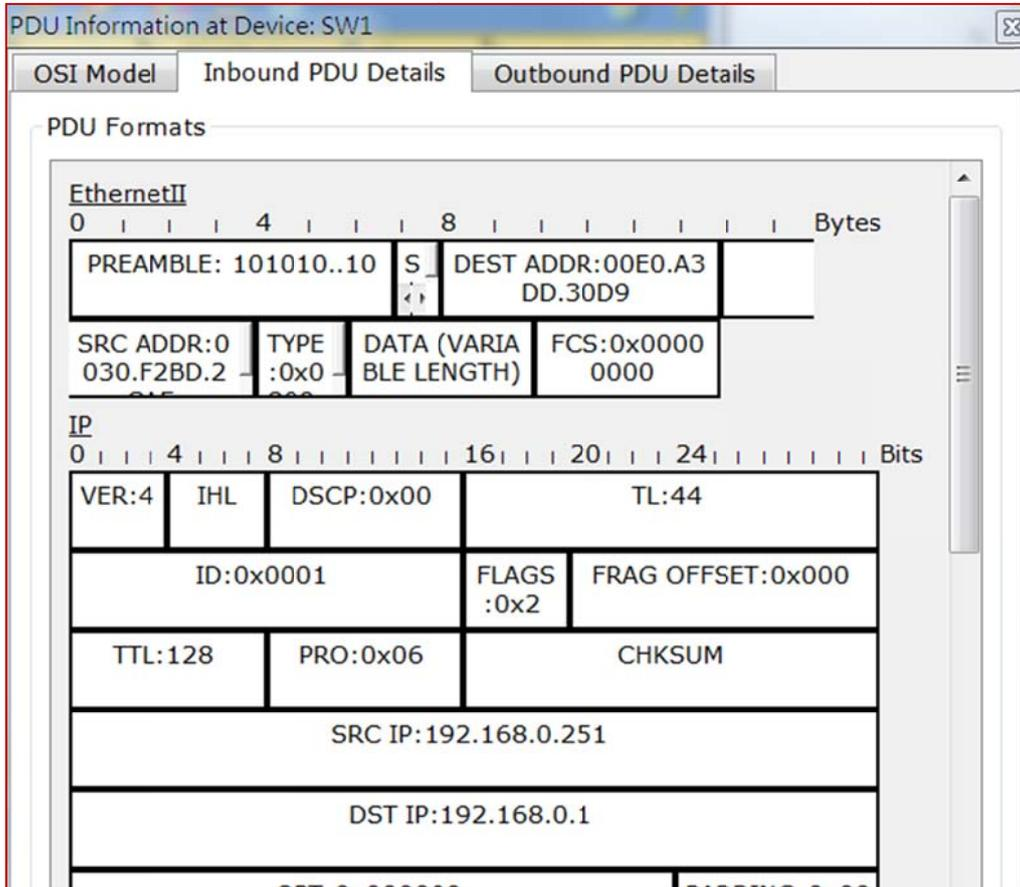 PDU Information at Device: SW1
OSI Model Inbound PDU Details Outbound PDU Details
PDU Formats
EthernetII
0 4 8 Bytes
PREAMBLE: 101010..10 S DEST ADDR:00E0.A3
DD.30D9
SRC ADDR:0 TYPE DATA (VARIA FCS:0x0000
030.F2BD.2 :0x0 BLE LENGTH) 0000
IP
0 4 8 16 20 24 Bits
VER:4 IHL DSCP:0x00 TL:44
ID:0x0001 FLAGS FRAG OFFSET:0x000
:0x2
TTL:128 PRO:0x06 CHKSUM
SRC IP:192.168.0.251
DST IP:192.168.0.1